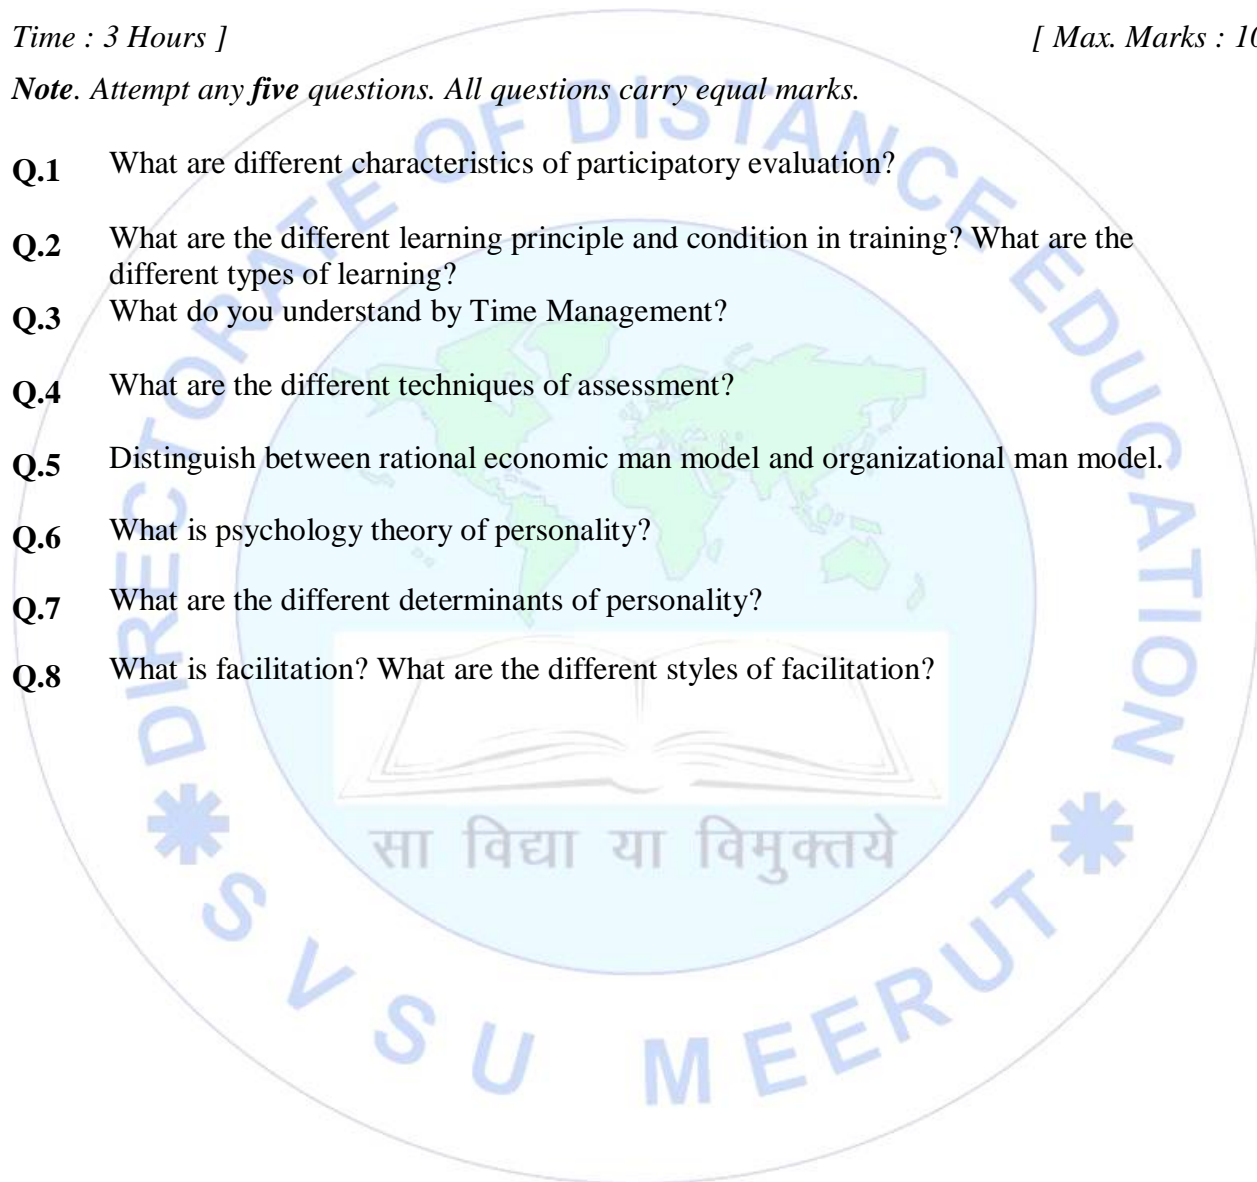 Time : 3 Hours ] [ Max. Marks : 10
Note. Attempt any five questions. All questions carry equal marks.
Q.1 What are different characteristics of participatory evaluation?
Q.2 What are the different learning principle and condition in training? What are the
different types of learning?
Q.3 What do you understand by Time Management?
Q.4 What are the different techniques of assessment?
Q.5 Distinguish between rational economic man model and organizational man model.
Q.6 What is psychology theory of personality?
Q.7 What are the different determinants of personality?
Q.8 What is facilitation? What are the different styles of facilitation?
DIRECTORATE OF DISTANCE EDUCATION
सा विद्या या विमुक्तये
SVSU MEERUT